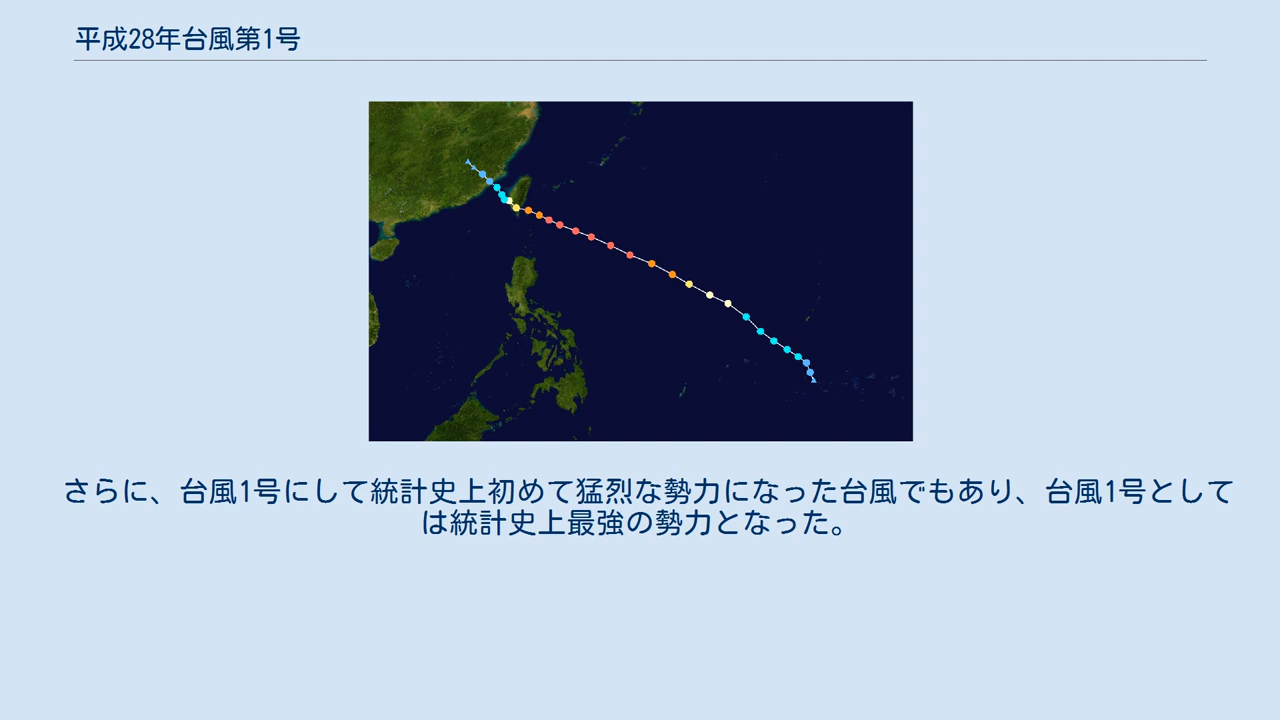 平成28年台風第1号
さらに、台風1号にして統計史上初めて猛烈な勢力になった台風でもあり、台風1号として
は統計史上最強の勢力となった。